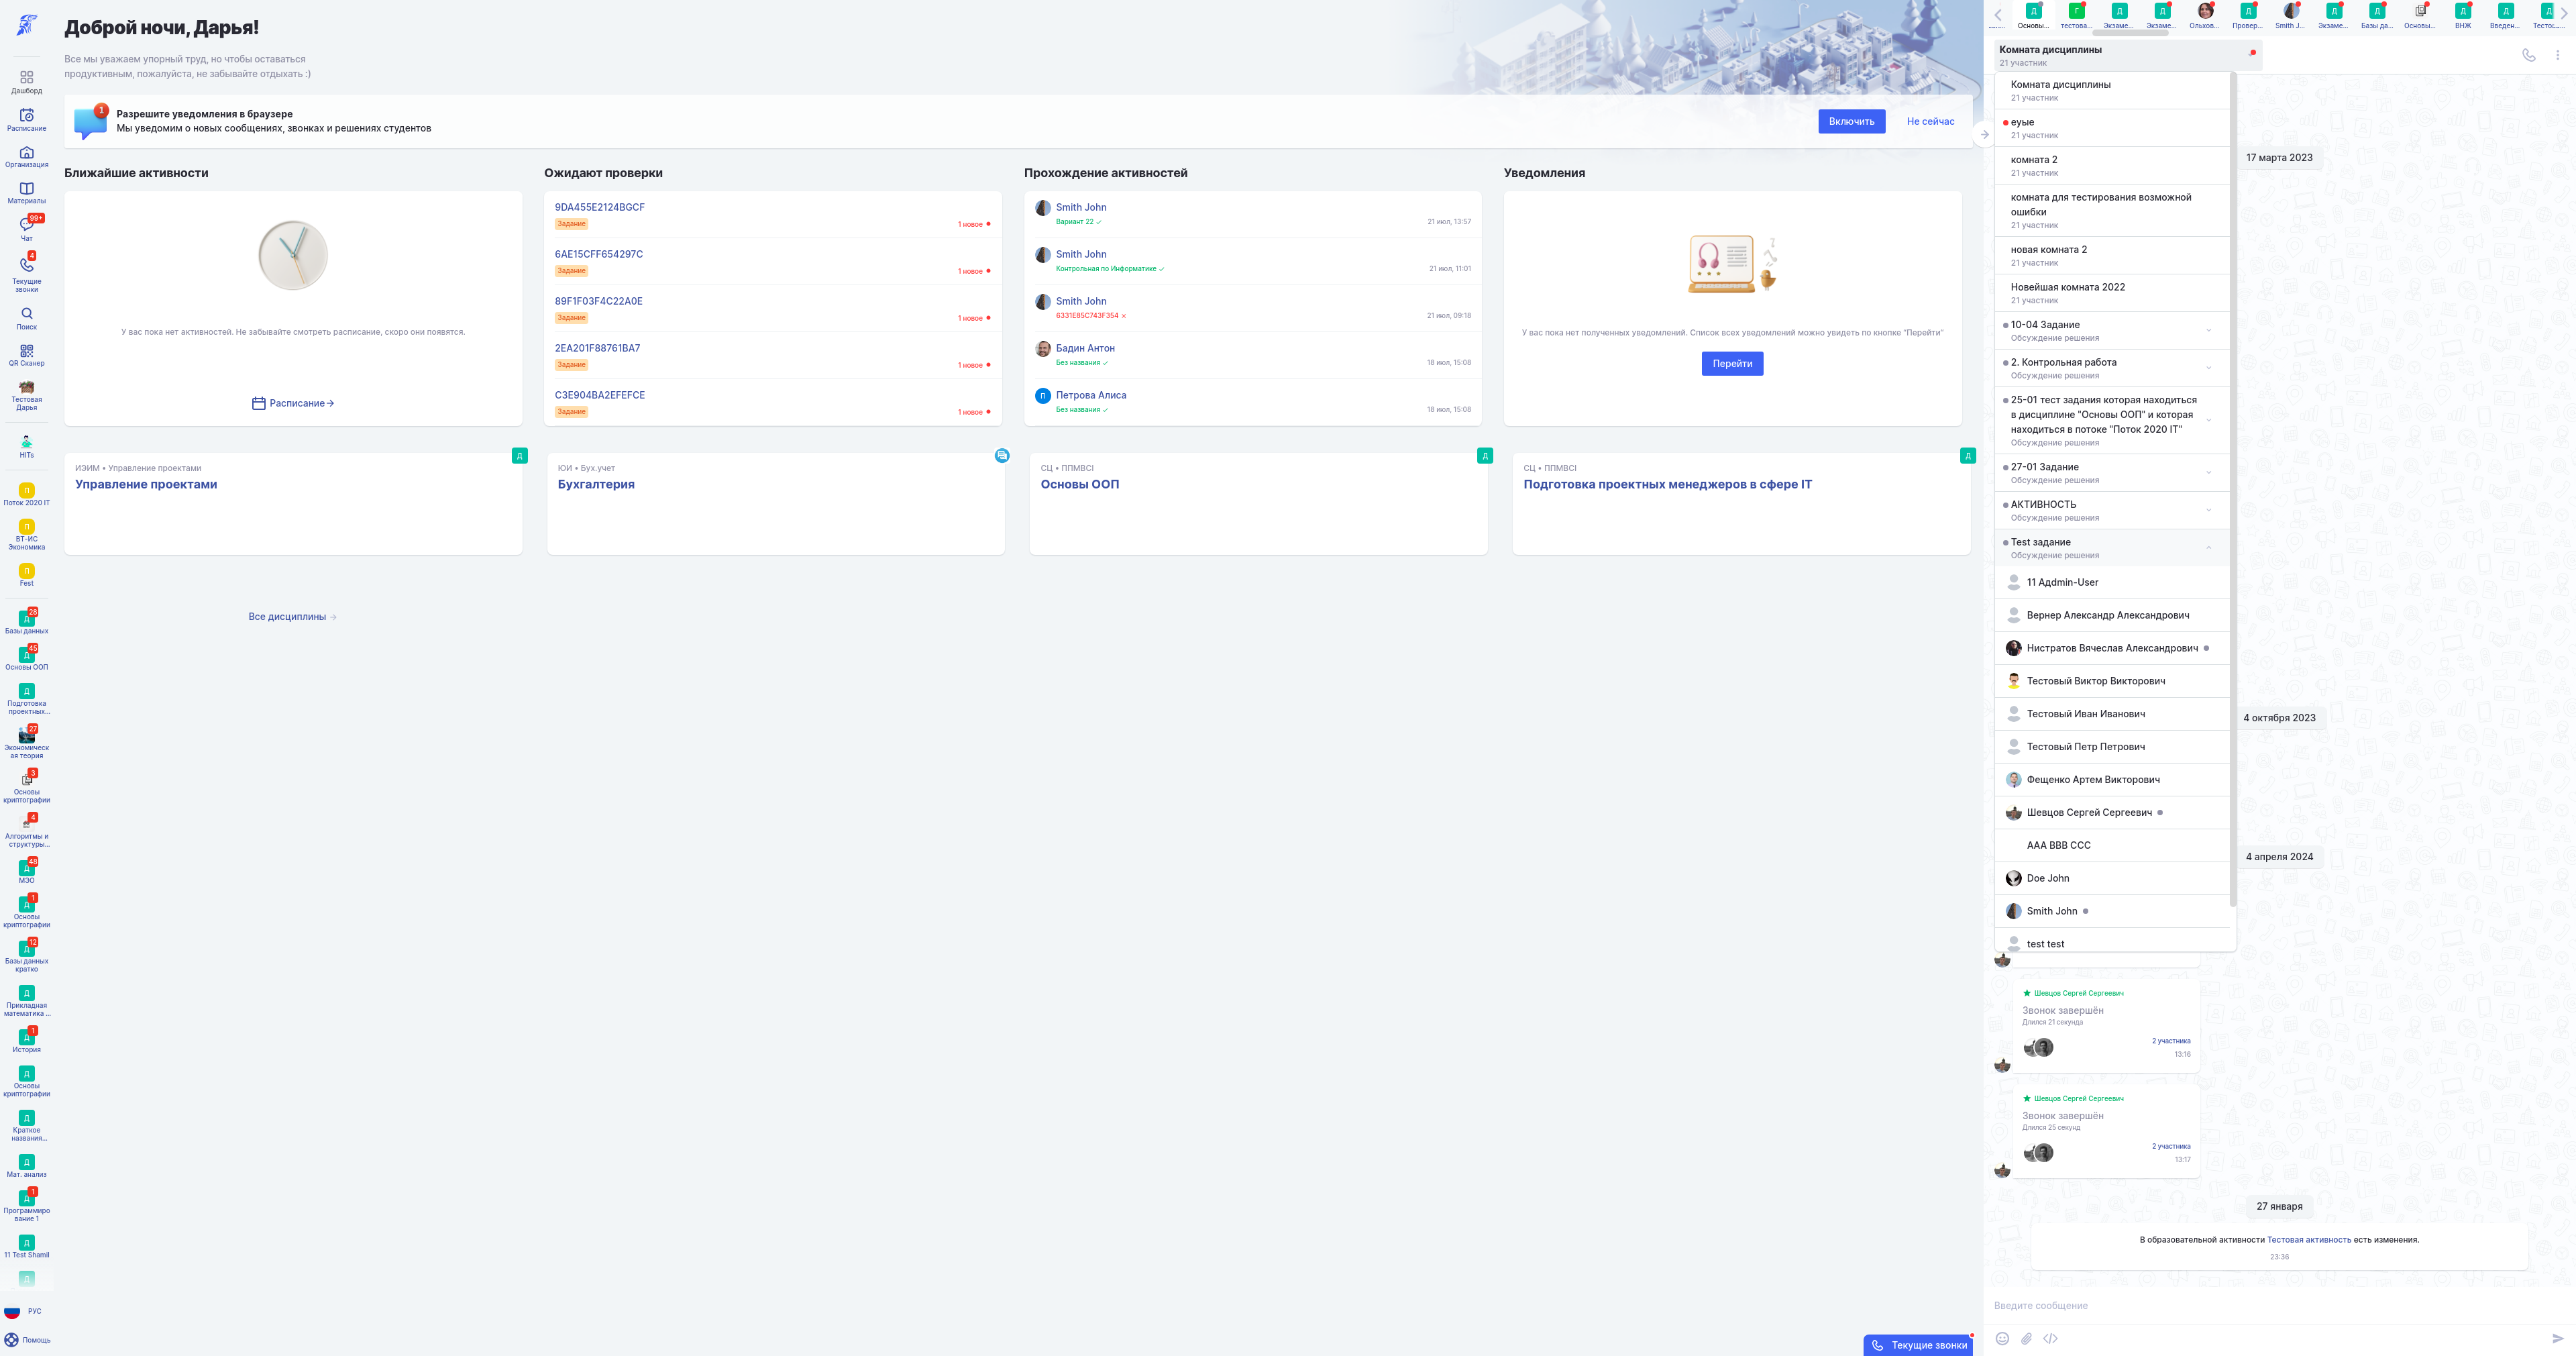 Дашборд
Расписание
Организация
Материалы
99+
Чат
4
Текущие
звонки
Поиск
QR Сканер
Тестовая
Дарья
HITs
П
Поток 2020 IT
П
ВТ-ИС
Экономика
П
Fest
28
Д
Базы данных
45
Д
Основы ООП
Д
Подготовка
проектных...
27
Экономическ
ая теория
3
Основы
криптографии
4
Алгоритмы и
структуры...
48
Д
МЭО
1
Д
Основы
криптографии
12
Д
Базы данных
кратко
Д
Прикладная
математика ...
1
Д
История
Д
Основы
криптографии
Д
Краткое
названия...
Д
Мат. анализ
1
Д
Программиро
вание 1
Д
11 Test Shamil
Д
РУС
Помощь
Доброй ночи, Дарья!
Все мы уважаем упорный труд, но чтобы оставаться
продуктивным, пожалуйста, не забывайте отдыхать :)
1
Разрешите уведомления в браузере
Мы уведомим о новых сообщениях, звонках и решениях студентов
Включить
Не сейчас
Ближайшие активности
У вас пока нет активностей. Не забывайте смотреть расписание, скоро они появятся.
Расписание
Ожидают проверки
9DA455E2124BGCF
Задание
1 новое
6AE15CFF654297C
Задание
1 новое
89F1F03F4C22A0E
Задание
1 новое
2EA201F88761BA7
Задание
1 новое
C3E904BA2EFEFCE
Задание
1 новое
Прохождение активностей
Smith John
Вариант 22
21 июл, 13:57
Smith John
Контрольная по Информатике
21 июл, 11:01
Smith John
6331E85C743F354
21 июл, 09:18
Бадин Антон
Без названия
18 июл, 15:08
П
Петрова Алиса
Без названия
18 июл, 15:08
Уведомления
У вас пока нет полученных уведомлений. Список всех уведомлений можно увидеть по кнопке "Перейти"
Перейти
ИЗИМ • Управление проектами
Д
Управление проектами
ЮИ • Бух.учет
Бухгалтерия
СЦ • ППМВСI
Д
Основы ООП
СЦ • ППМВСI
Д
Подготовка проектных менеджеров в сфере IT
Все дисциплины
Текущие звонки
Д
Основы...
Г
тестова...
Д
Экзаме...
Д
Экзаме...
Ольхов...
Д
Провер...
Smith J...
Д
Экзаме...
Д
Базы да...
Основы...
Д
ВНЖ
Д
Введен...
Д
Комната дисциплины
21 участник
Комната дисциплины
21 участник
еуые
21 участник
комната 2
21 участник
комната для тестирования возможной
ошибки
21 участник
новая комната 2
21 участник
Новейшая комната 2022
21 участник
10-04 Задание
Обсуждение решения
2. Контрольная работа
Обсуждение решения
25-01 тест задания которая находиться
в дисциплине "Основы ООП" и которая
находиться в потоке "Поток 2020 IT"
Обсуждение решения
27-01 Задание
Обсуждение решения
АКТИВНОСТЬ
Обсуждение решения
Test задание
Обсуждение решения
11 Agdmin-User
Вернер Александр Александрович
Нистратов Вячеслав Александрович
Тестовый Виктор Викторович
Тестовый Иван Иванович
Тестовый Петр Петрович
Фещенко Артем Викторович
Шевцов Сергей Сергеевич
AAA BBB CCC
Doe John
Smith John
test test
17 марта 2023
4 октября 2023
4 апреля 2024
Шевцов Сергей Сергеевич
Звонок завершён
Длился 21 секунда
2 участника
13:16
Шевцов Сергей Сергеевич
Звонок завершён
Длился 25 секунд
2 участника
13:17
27 января
В образовательной активности Тестовая активность есть изменения.
23:36
Введите сообщение